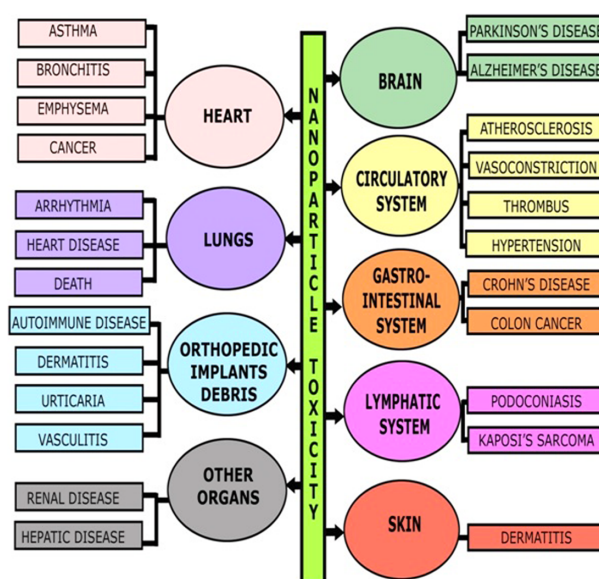 ASTHMA
BRONCHITIS
EMPHYSEMA
CANCER
HEART
ARRHYTHMIA
HEART DISEASE
DEATH
LUNGS
AUTOIMMUNE DISEASE
DERMATITIS
URTICARIA
VASCULITIS
ORTHOPEDIC
IMPLANTS
DEBRIS
RENAL DISEASE
HEPATIC DISEASE
OTHER
ORGANS
NANOPARTICLE TOXICITY
BRAIN
PARKINSON'S DISEASE
ALZHEIMER'S DISEASE
CIRCULATORY
SYSTEM
ATHEROSCLEROSIS
VASOCONSTRICTION
THROMBUS
HYPERTENSION
GASTRO-
INTESTINAL
SYSTEM
CROHN'S DISEASE
COLON CANCER
LYMPHATIC
SYSTEM
PODOCONIASIS
KAPOSI'S SARCOMA
SKIN
DERMATITIS